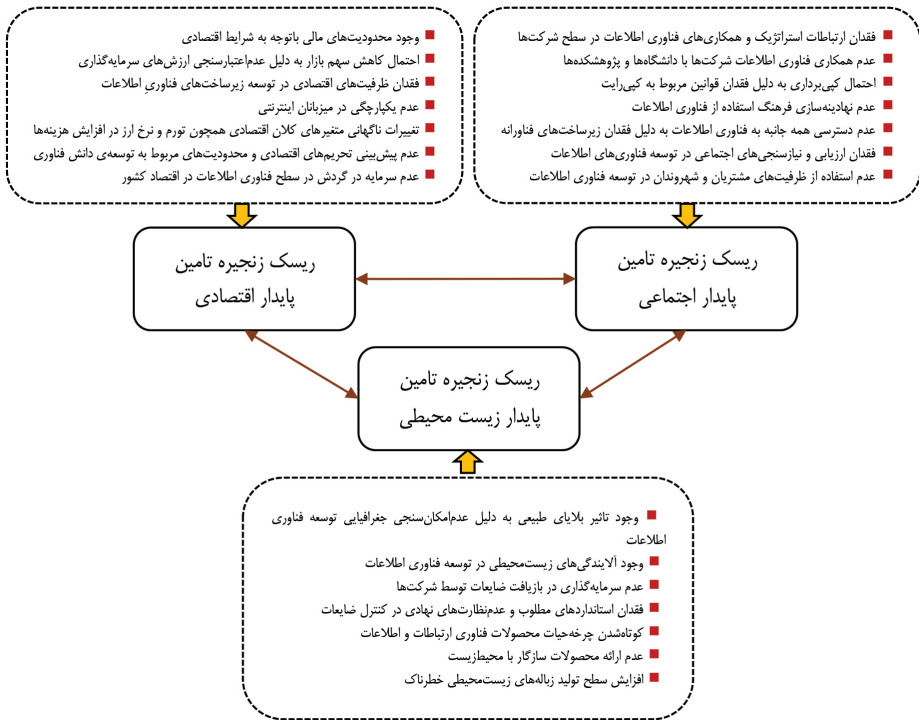 فقدان ارتباطات استراتژیک و همکاری‌های فناوری اطلاعات در سطح شرکت‌ها
عدم همکاری فناوری اطلاعات شرکت‌ها با دانشگاه‌ها و پژوهشکده‌ها
احتمال کپی‌برداری به دلیل فقدان قوانین مربوط به کپی‌رایت
عدم نهادینه‌سازی فرهنگ استفاده از فناوری اطلاعات
عدم دسترسی همه جانبه به فناوری اطلاعات به دلیل فقدان زیرساخت‌های فناورانه
فقدان ارزیابی و نیازسنجی‌های اجتماعی در توسعه فناوری‌های اطلاعات
عدم استفاده از ظرفیت‌های مشتریان و شهروندان در توسعه فناوری اطلاعات
وجود محدودیت‌های مالی باتوجه به شرایط اقتصادی
احتمال کاهش سهم بازار به دلیل عدم‌اعتبارسنجی ارزش‌های سرمایه‌گذاری
فقدان ظرفیت‌های اقتصادی در توسعه زیرساخت‌های فناوریِ اطلاعات
عدم یکپارچگی در میزبانان اینترنتی
تغییرات ناگهانی متغیرهای کلان اقتصادی همچون تورم و نرخ ارز در افزایش هزینه‌ها
عدم پیش‌بینی تحریم‌های اقتصادی و محدودیت‌های مربوط به توسعه‌ی دانش فناوری
عدم سرمایه در گردش در سطح فناوری اطلاعات در اقتصاد کشور
ریسک زنجیره تامین
پایدار اجتماعی
ریسک زنجیره تامین
پایدار اقتصادی
ریسک زنجیره تامین
پایدار زیست محیطی
وجود تاثیر بلایای طبیعی به دلیل عدم‌امکان‌سنجی جغرافیایی توسعه فناوری
اطلاعات
وجود آلایندگی‌های زیست‌محیطی در توسعه فناوری اطلاعات
عدم سرمایه‌گذاری در بازیافت ضایعات توسط شرکت‌ها
فقدان استانداردهای مطلوب و عدم‌نظارت‌های نهادی در کنترل ضایعات
کوتاه‌شدن چرخه‌حیات محصولات فناوری ارتباطات و اطلاعات
عدم ارائه محصولات سازگار با محیط‌زیست
افزایش سطح تولید زباله‌های زیست‌محیطی خطرناک